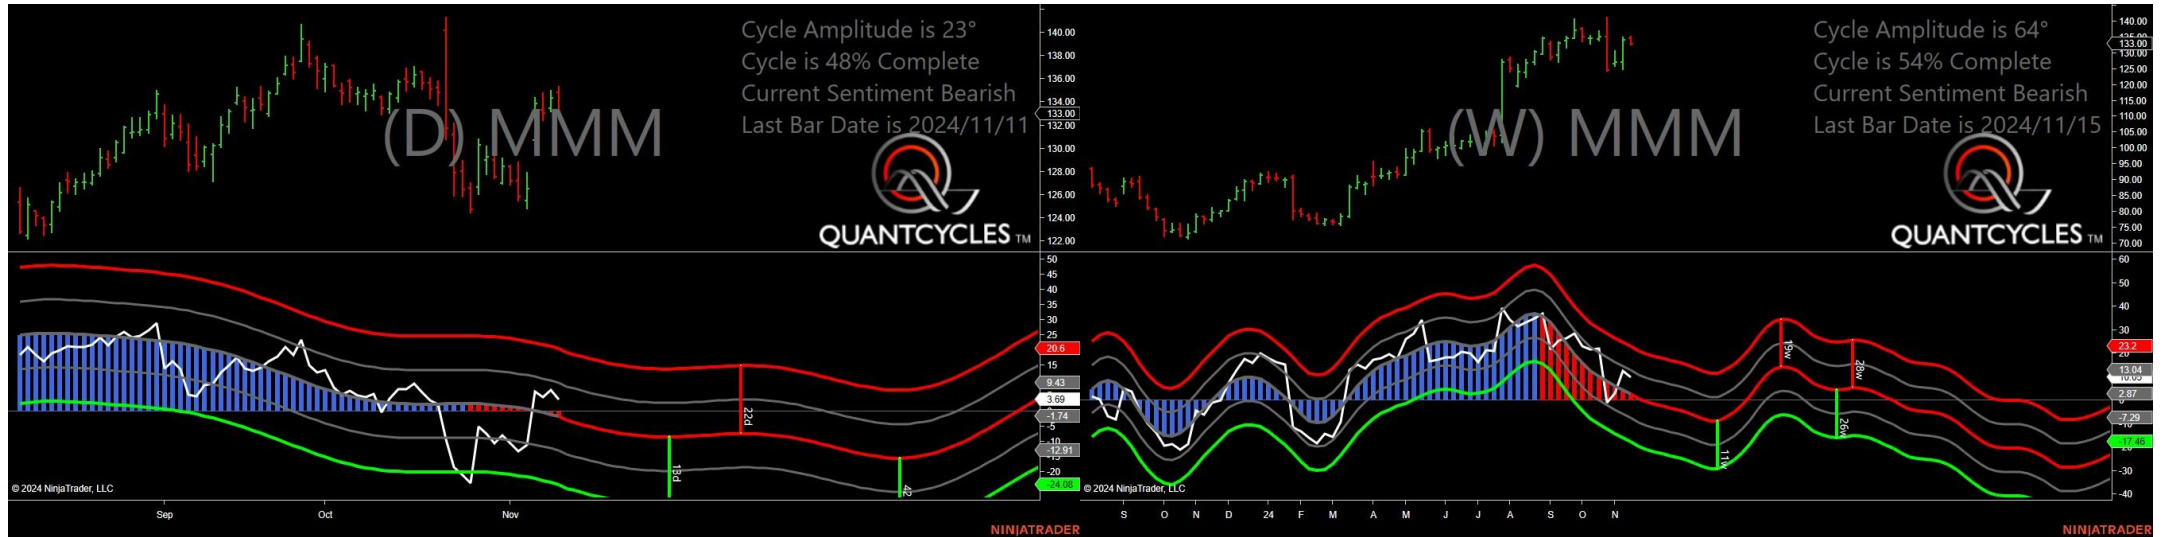 Cycle Amplitude is 23°
Cycle is 48% Complete
Current Sentiment Bearish
Last Bar Date is 2024/11/11
(D) MMM
QUANTCYCLES TM
140.00
138.00
136.00
134.00
133.00
132.00
130.00
128.00
126.00
124.00
122.00
50
45
40
35
30
25
20.6
15
9.43
3.69
-1.74
-5
-10
-12.91
-20
-24.08
22d
13d
42
© 2024 NinjaTrader, LLC
Sep Oct Nov
NINJATRADER
Cycle Amplitude is 64°
Cycle is 54% Complete
Current Sentiment Bearish
Last Bar Date is 2024/11/15
(W) MMM
QUANTCYCLES TM
140.00
133.00
125.00
120.00
115.00
110.00
105.00
100.00
95.00
90.00
85.00
80.00
75.00
70.00
60
50
40
30
23.2
20
13.04
2.87
-7.29
-17.46
-30
-40
19w
28w
26w
11w
© 2024 NinjaTrader, LLC
S O N D 24 F M A M J J A S O N
NINJATRADER